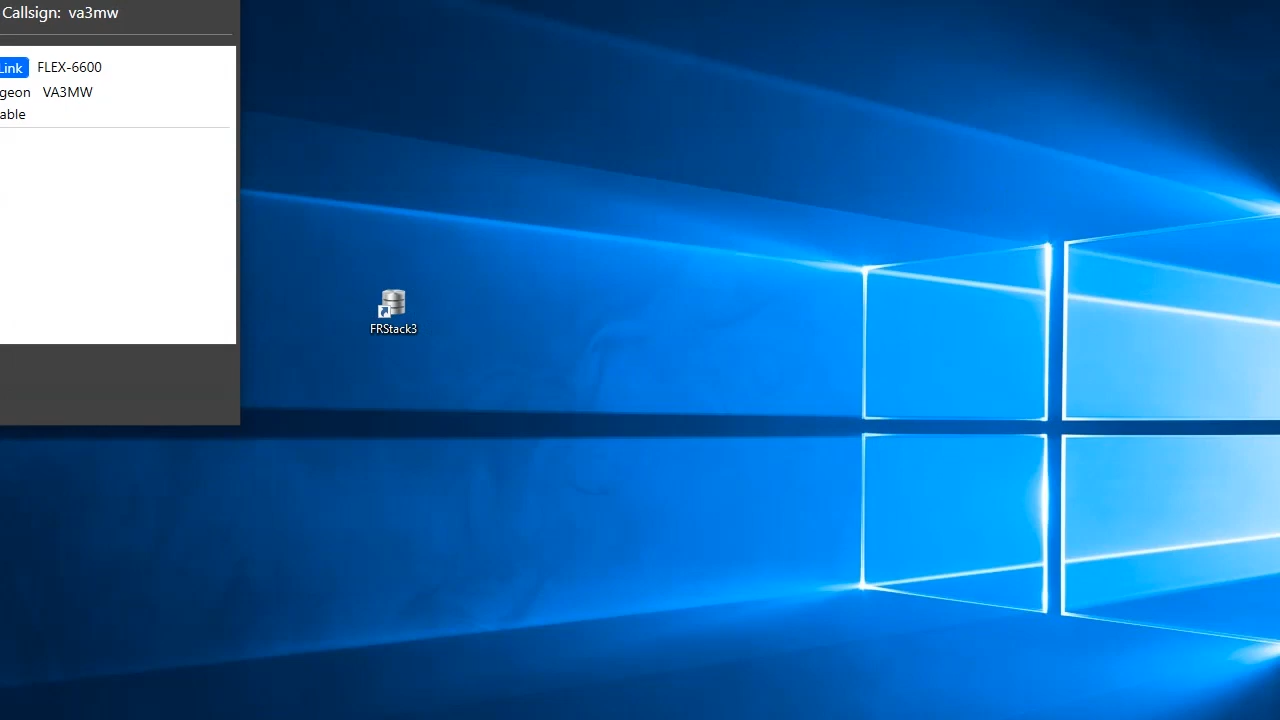 Callsign: va3mw
Link FLEX-6600
geon VA3MW
able
FRStack3